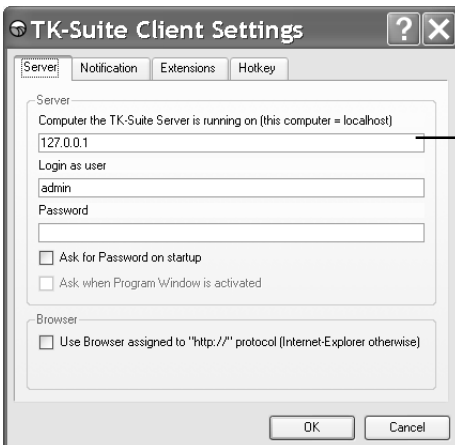 TK-Suite Client Settings
Server Notification Extensions Hotkey
Server
Computer the TK-Suite Server is running on (this computer = localhost)
127.0.0.1
Login as user
admin
Password
Ask for Password on startup
Ask when Program Window is activated
Browser
Use Browser assigned to "http://" protocol (Internet-Explorer otherwise)
OK Cancel